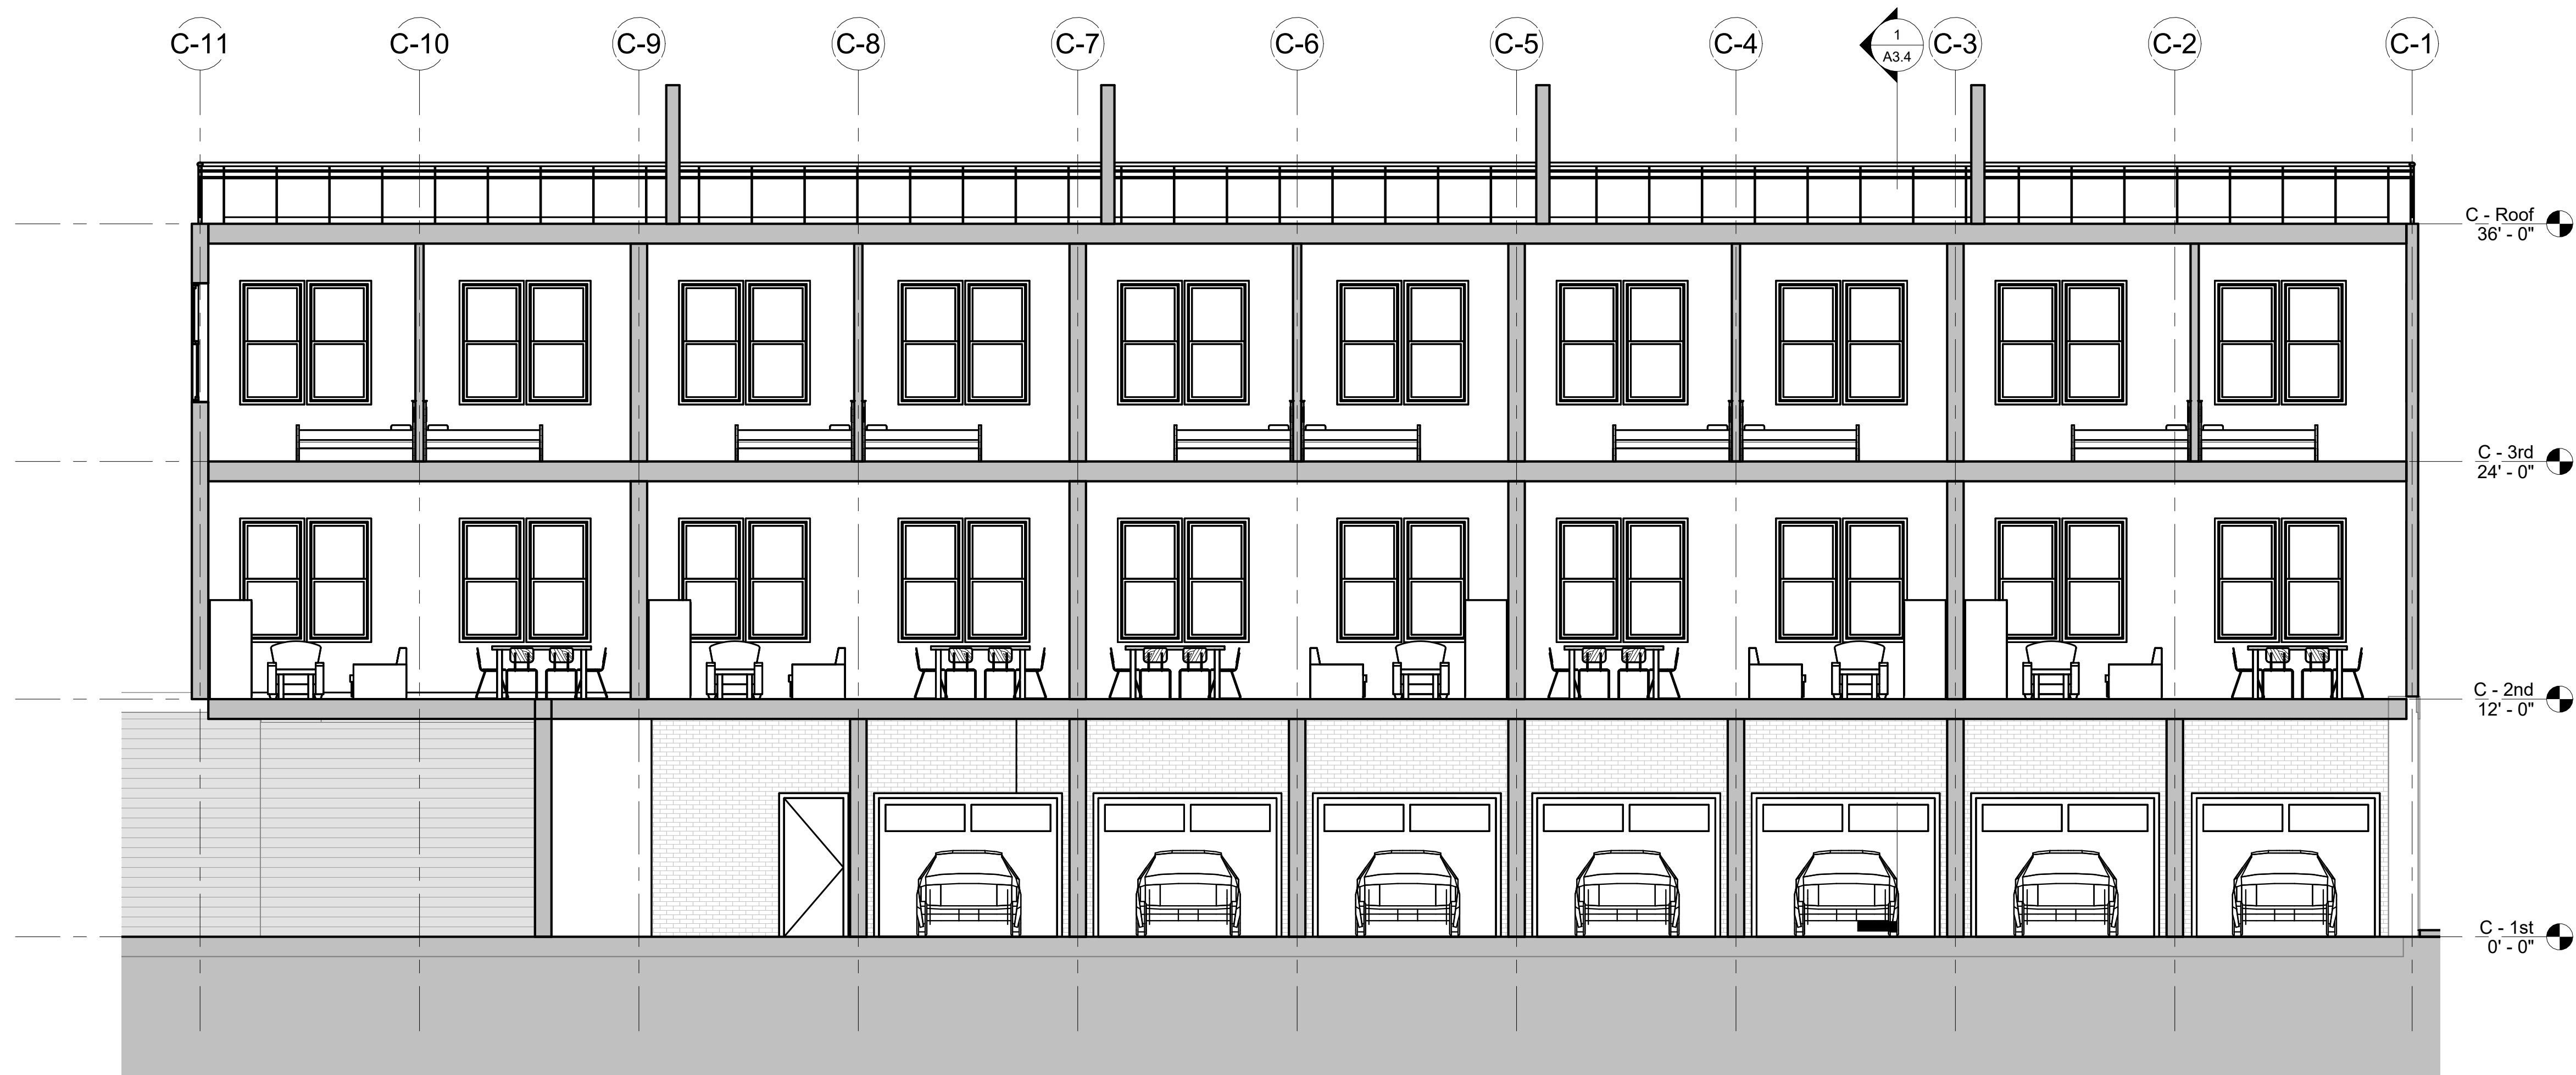 C-11
C-10
C-9
C-8
C-7
C-6
C-5
C-4
1
A3.4
C-3
C-2
C-1
C - Roof
36' - 0"
C - 3rd
24' - 0"
C - 2nd
12' - 0"
C - 1st
0' - 0"